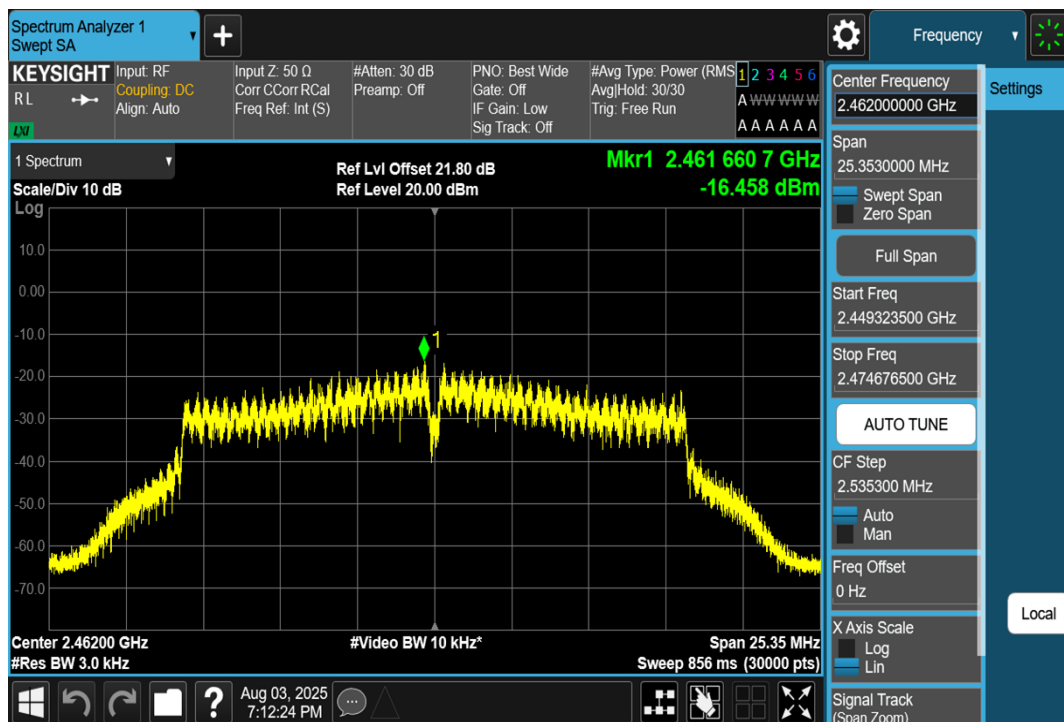 Spectrum Analyzer 1
Swept SA
+
Frequency
KEYSIGHT
RL
LXI
Input: RF
Coupling: DC
Align: Auto
Input Z: 50 Ω
Corr CCorr RCal
Freq Ref: Int (S)
#Atten: 30 dB
Preamp: Off
PNO: Best Wide
Gate: Off
IF Gain: Low
Sig Track: Off
#Avg Type: Power (RMS
Avg|Hold: 30/30
Trig: Free Run
1 2 3 4 5 6
A W W W W W
A A A A A A
1 Spectrum
Scale/Div 10 dB
Log
Ref Lvl Offset 21.80 dB
Ref Level 20.00 dBm
Mkr1 2.461 660 7 GHz
-16.458 dBm
10.0
0.00
-10.0
-20.0
-30.0
-40.0
-50.0
-60.0
-70.0
1
Center 2.46200 GHz
#Res BW 3.0 kHz
#Video BW 10 kHz*
Span 25.35 MHz
Sweep 856 ms (30000 pts)
Center Frequency
2.462000000 GHz
Settings
Span
25.3530000 MHz
Swept Span
Zero Span
Full Span
Start Freq
2.449323500 GHz
Stop Freq
2.474676500 GHz
AUTO TUNE
CF Step
2.535300 MHz
Auto
Man
Freq Offset
0 Hz
X Axis Scale
Log
Lin
Local
Signal Track
(Span Zoom)
?
Aug 03, 2025
7:12:24 PM